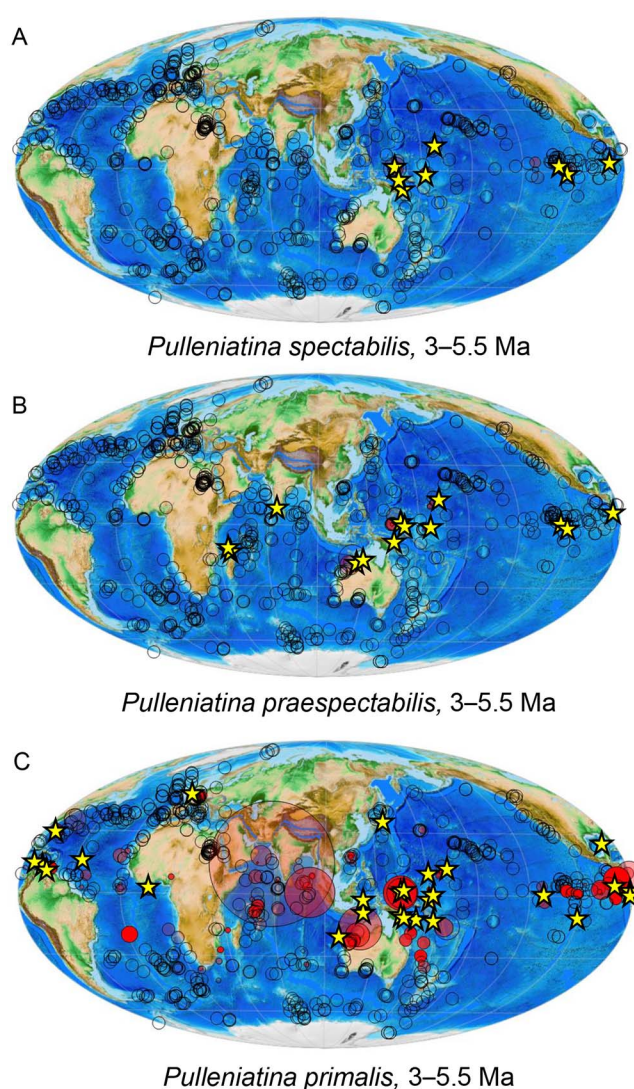 A
Pulleniatina spectabilis, 3–5.5 Ma
B
Pulleniatina praespectabilis, 3–5.5 Ma
C
Pulleniatina primalis, 3–5.5 Ma